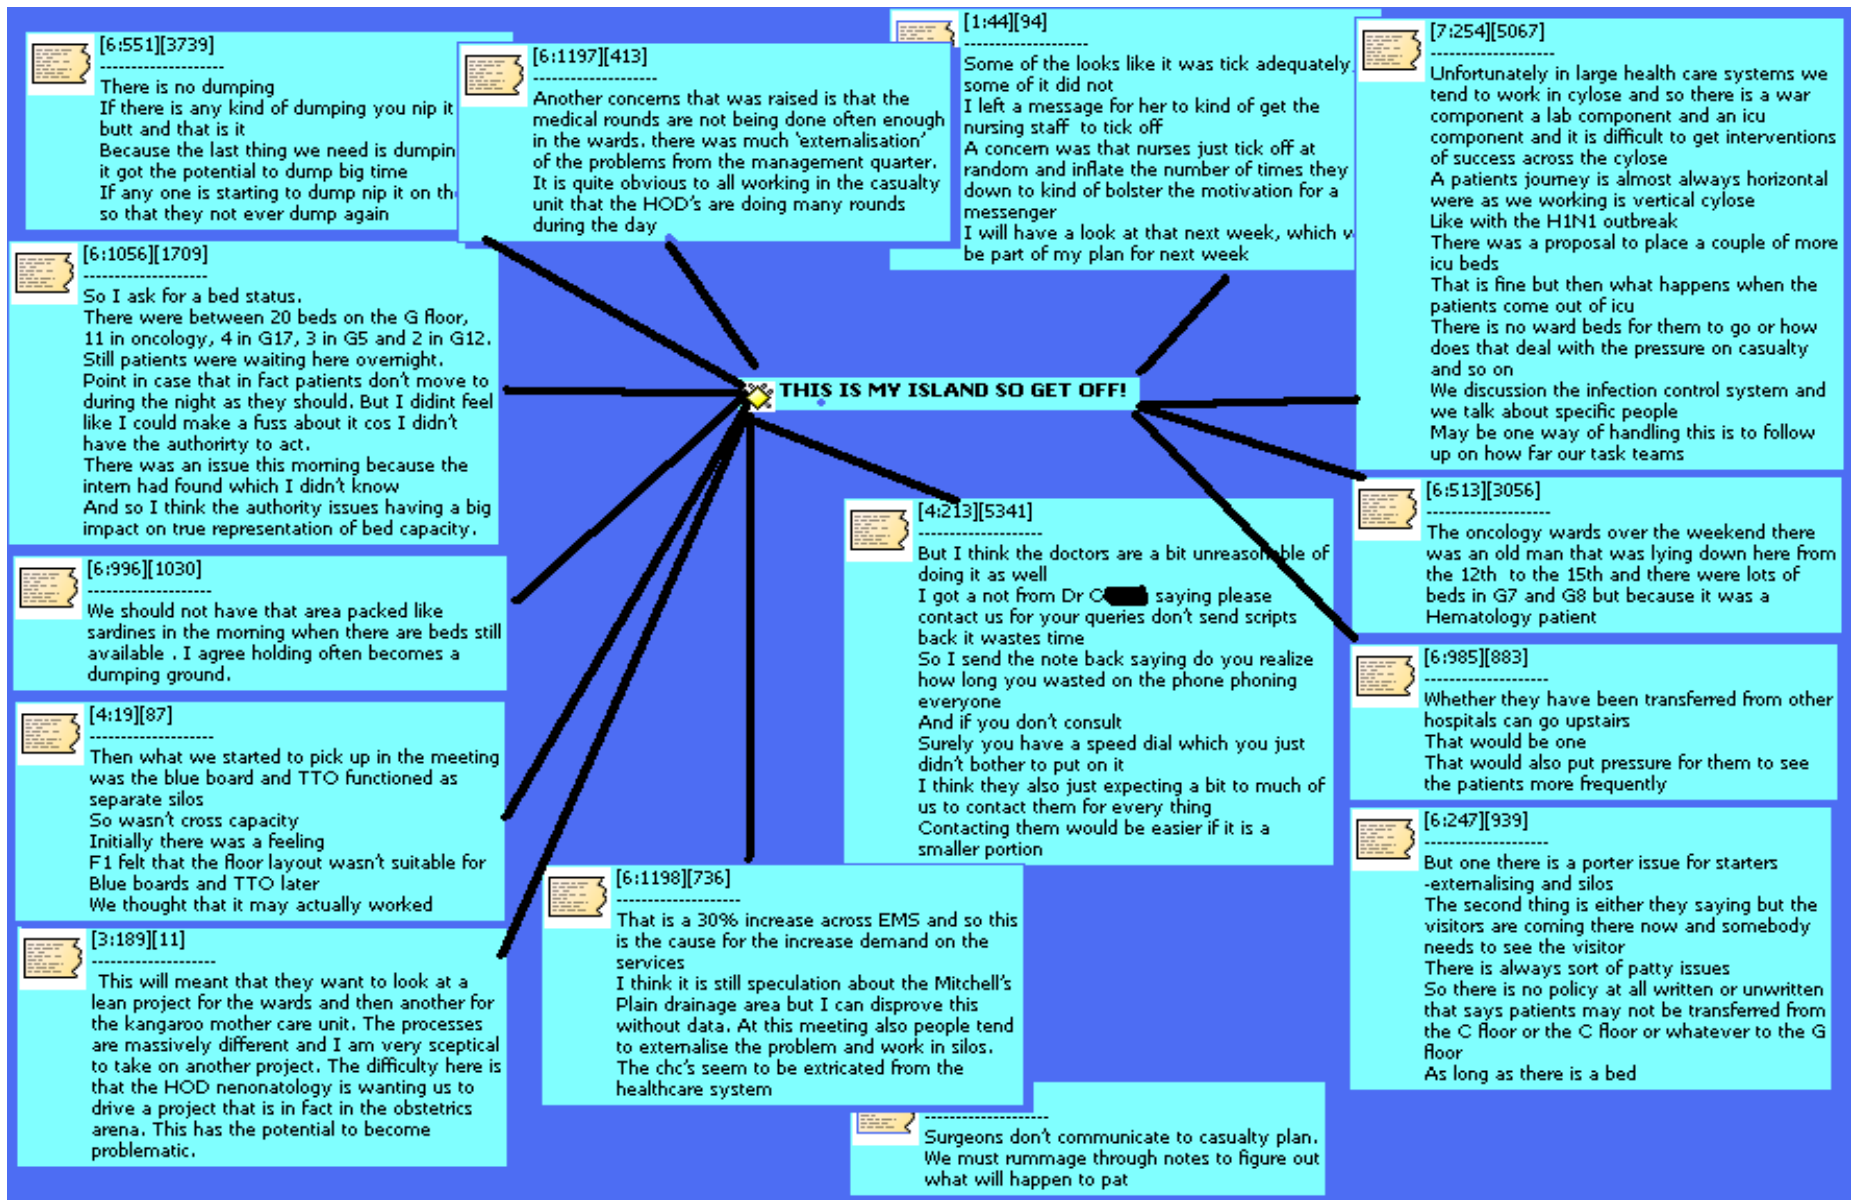 [6:551][3739]
--------------------
There is no dumping
If there is any kind of dumping you nip it
butt and that is it
Because the last thing we need is dumpin
it got the potential to dump big time
If any one is starting to dump nip it on th
so that they not ever dump again
[6:1197][413]
--------------------
Another concerns that was raised is that the
medical rounds are not being done often enough
in the wards. there was much 'externalisation'
of the problems from the management quarter.
It is quite obvious to all working in the casualty
unit that the HOD's are doing many rounds
during the day
[1:44][94]
--------------------
Some of the looks like it was tick adequately
some of it did not
I left a message for her to kind of get the
nursing staff to tick off
A concern was that nurses just tick off at
random and inflate the number of times they
down to kind of bolster the motivation for a
messenger
I will have a look at that next week, which w
be part of my plan for next week
[7:254][5067]
--------------------
Unfortunately in large health care systems we
tend to work in cylose and so there is a war
component a lab component and an icu
component and it is difficult to get interventions
of success across the cylose
A patients journey is almost always horizontal
were as we working is vertical cylose
Like with the H1N1 outbreak
There was a proposal to place a couple of more
icu beds
That is fine but then what happens when the
patients come out of icu
There is no ward beds for them to go or how
does that deal with the pressure on casualty
and so on
We discussion the infection control system and
we talk about specific people
May be one way of handling this is to follow
up on how far our task teams
[6:1056][1709]
--------------------
So I ask for a bed status.
There were between 20 beds on the G floor,
11 in oncology, 4 in G17, 3 in G5 and 2 in G12.
Still patients were waiting here overnight.
Point in case that in fact patients don't move to
during the night as they should. But I didint feel
like I could make a fuss about it cos I didn't
have the authorirty to act.
There was an issue this morning because the
intern had found which I didn't know
And so I think the authority issues having a big
impact on true representation of bed capacity.
THIS IS MY ISLAND SO GET OFF!
[6:996][1030]
--------------------
We should not have that area packed like
sardines in the morning when there are beds still
available . I agree holding often becomes a
dumping ground.
[4:213][5341]
--------------------
But I think the doctors are a bit unreasonable of
doing it as well
I got a not from Dr C saying please
contact us for your queries don't send scripts
back it wastes time
So I send the note back saying do you realize
how long you wasted on the phone phoning
everyone
And if you don't consult
Surely you have a speed dial which you just
didn't bother to put on it
I think they also just expecting a bit to much of
us to contact them for every thing
Contacting them would be easier if it is a
smaller portion
[6:513][3056]
--------------------
The oncology wards over the weekend there
was an old man that was lying down here from
the 12th to the 15th and there were lots of
beds in G7 and G8 but because it was a
Hematology patient
[6:985][883]
--------------------
Whether they have been transferred from other
hospitals can go upstairs
That would be one
That would also put pressure for them to see
the patients more frequently
[4:19][87]
--------------------
Then what we started to pick up in the meeting
was the blue board and TTO functioned as
separate silos
So wasn't cross capacity
Initially there was a feeling
F1 felt that the floor layout wasn't suitable for
Blue boards and TTO later
We thought that it may actually worked
[6:247][939]
--------------------
But one there is a porter issue for starters
-externalising and silos
The second thing is either they saying but the
visitors are coming there now and somebody
needs to see the visitor
There is always sort of patty issues
So there is no policy at all written or unwritten
that says patients may not be transferred from
the C floor or the C floor or whatever to the G
floor
As long as there is a bed
[6:1198][736]
--------------------
That is a 30% increase across EMS and so this
is the cause for the increase demand on the
services
I think it is still speculation about the Mitchell's
Plain drainage area but I can disprove this
without data. At this meeting also people tend
to externalise the problem and work in silos.
The chc's seem to be extricated from the
healthcare system
[3:189][11]
--------------------
This will meant that they want to look at a
lean project for the wards and then another for
the kangaroo mother care unit. The processes
are massively different and I am very sceptical
to take on another project. The difficulty here is
that the HOD nenonatology is wanting us to
drive a project that is in fact in the obstetrics
arena. This has the potential to become
problematic.
--------------------
Surgeons don't communicate to casualty plan.
We must rummage through notes to figure out
what will happen to pat